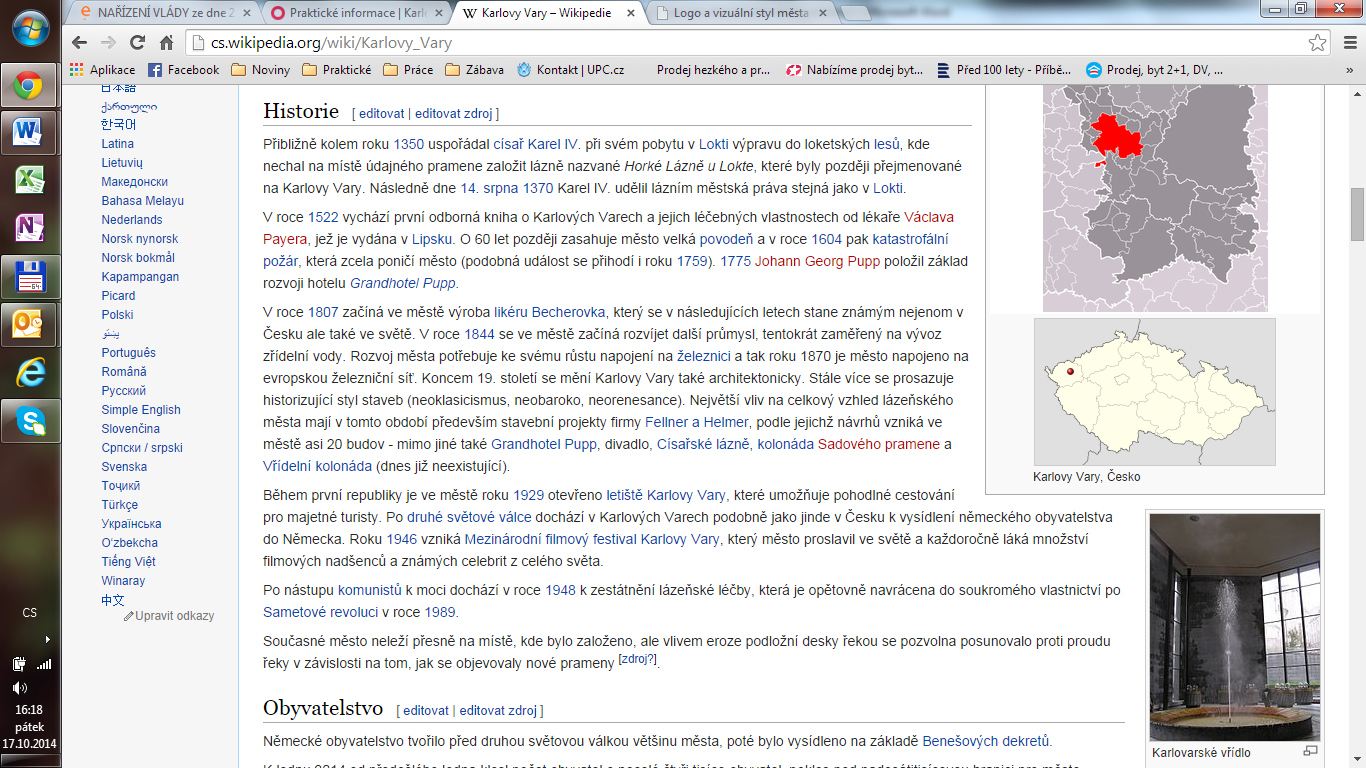 NAŘÍZENÍ VLÁDY ze dne 2
Praktické informace | Karl
Karlovy Vary – Wikipedie
Logo a vizuální styl města
cs.wikipedia.org/wiki/Karlovy_Vary
Aplikace
Facebook
Noviny
Praktické
Práce
Zábava
Kontakt | UPC.cz
Prodej hezkého a pr...
Nabízíme prodej byt...
Před 100 lety - Příbě...
Prodej, byt 2+1, DV, ...
»
日本語
ქართული
한국어
Latina
Lietuvių
Македонски
Bahasa Melayu
Nederlands
Norsk nynorsk
Norsk bokmål
Kapampangan
Picard
Polski
پښتو
Português
Română
Русский
Simple English
Slovenčina
Српски / srpski
Svenska
Тоҷикӣ
Türkçe
Українська
Oʻzbekcha
Tiếng Việt
Winaray
中文
Upravit odkazy
Historie [ editovat | editovat zdroj ]
Přibližně kolem roku 1350 uspořádal císař Karel IV. při svém pobytu v Lokti výpravu do loketských lesů, kde
nechal na místě údajného pramene založit lázně nazvané Horké Lázně u Lokte, které byly později přejmenované
na Karlovy Vary. Následně dne 14. srpna 1370 Karel IV. udělil lázním městská práva stejná jako v Lokti.
V roce 1522 vychází první odborná kniha o Karlových Varech a jejich léčebných vlastnostech od lékaře Václava
Payera, jež je vydána v Lipsku. O 60 let později zasahuje město velká povodeň a v roce 1604 pak katastrofální
požár, která zcela poničí město (podobná událost se přihodí i roku 1759). 1775 Johann Georg Pupp položil základ
rozvoji hotelu Grandhotel Pupp.
V roce 1807 začíná ve městě výroba likéru Becherovka, který se v následujících letech stane známým nejenom v
Česku ale také ve světě. V roce 1844 se ve městě začíná rozvíjet další průmysl, tentokrát zaměřený na vývoz
zřídelní vody. Rozvoj města potřebuje ke svému růstu napojení na železnici a tak roku 1870 je město napojeno na
evropskou železniční síť. Koncem 19. století se mění Karlovy Vary také architektonicky. Stále více se prosazuje
historizující styl staveb (neoklasicismus, neobaroko, neorenesance). Největší vliv na celkový vzhled lázeňského
města mají v tomto období především stavební projekty firmy Fellner a Helmer, podle jejichž návrhů vzniká ve
městě asi 20 budov - mimo jiné také Grandhotel Pupp, divadlo, Císařské lázně, kolonáda Sadového pramene a
Vřídelní kolonáda (dnes již neexistující).
Během první republiky je ve městě roku 1929 otevřeno letiště Karlovy Vary, které umožňuje pohodlné cestování
pro majetné turisty. Po druhé světové válce dochází v Karlových Varech podobně jako jinde v Česku k vysídlení německého obyvatelstva
do Německa. Roku 1946 vzniká Mezinárodní filmový festival Karlovy Vary, který město proslavil ve světě a každoročně láká množství
filmových nadšenců a známých celebrit z celého světa.
Po nástupu komunistů k moci dochází v roce 1948 k zestátnění lázeňské léčby, která je opětovně navrácena do soukromého vlastnictví po
Sametové revoluci v roce 1989.
Současné město neleží přesně na místě, kde bylo založeno, ale vlivem eroze podložní desky řekou se pozvolna posunovalo proti proudu
řeky v závislosti na tom, jak se objevovaly nové prameny [zdroj?].
Obyvatelstvo [ editovat | editovat zdroj ]
Německé obyvatelstvo tvořilo před druhou světovou válkou většinu města, poté bylo vysídleno na základě Benešových dekretů.
Karlovy Vary, Česko
Karlovarské vřídlo
CS
16:18
pátek
17.10.2014